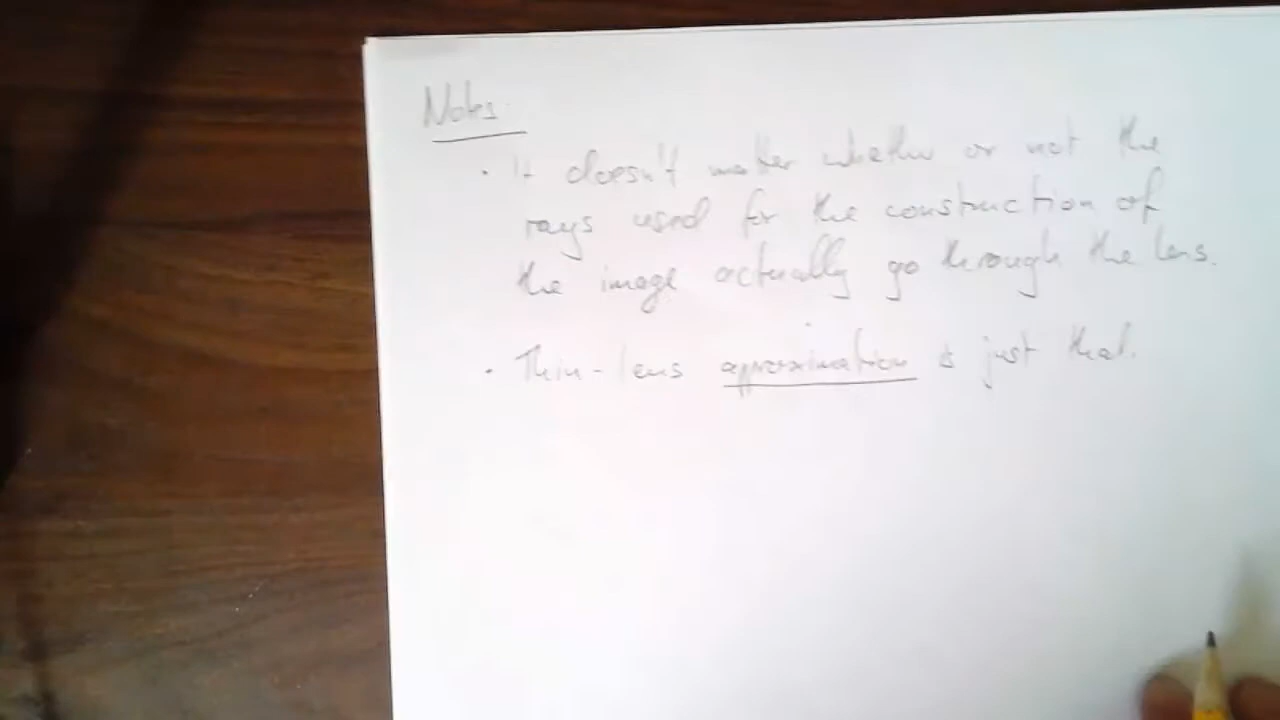 Notes
• It doesn't matter whether or not the
rays used for the construction of
the image actually go through the lens.
• Thin-lens approximation is just that.